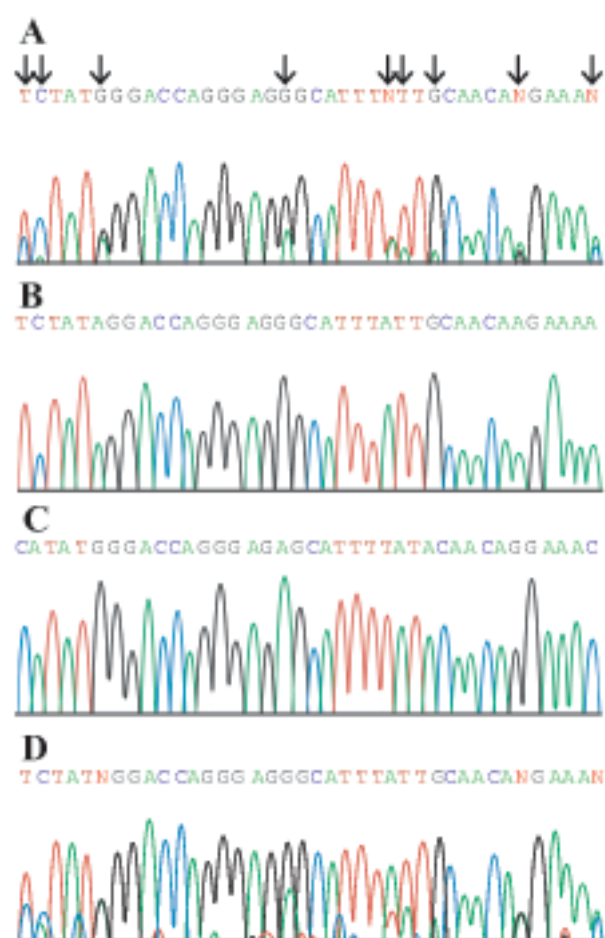 A
TCTATGGGACCAGGGAGGGCATTTNTTGCAACANGAAAN
B
TCTATAGGACCAGGGAGGGCATTTATTGCAACAAGAAAA
C
CATATGGGACCAGGGAGAGCATTTTATACAACAGGAAAC
D
TCTATNGGACCAGGGAGGGCATTTATTGCAACANGAAAN